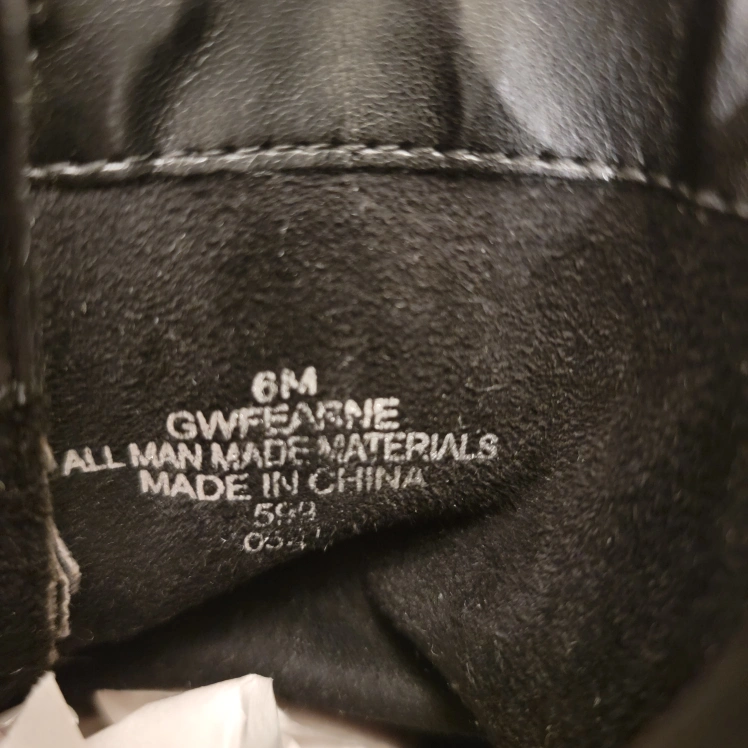 6M
GWFEARNE
ALL MAN MADE MATERIALS
MADE IN CHINA